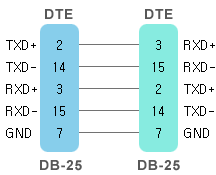 DTE DTE
TXD+ 2 3 RXD+
TXD- 14 15 RXD-
RXD+ 3 2 TXD+
RXD- 15 14 TXD-
GND 7 7 GND
DB-25 DB-25